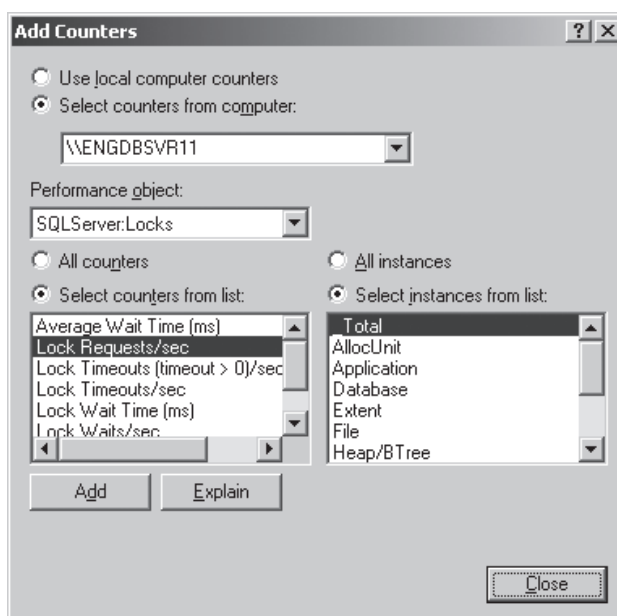 Add Counters
Use local computer counters
Select counters from computer:
\\ENGDBSVR11
Performance object:
SQLServer:Locks
All counters
All instances
Select counters from list:
Select instances from list:
Average Wait Time (ms)
Lock Requests/sec
Lock Timeouts (timeout > 0)/sec
Lock Timeouts/sec
Lock Wait Time (ms)
Lock Waits/sec
_Total
AllocUnit
Application
Database
Extent
File
Heap/BTree
Add
Explain
Close